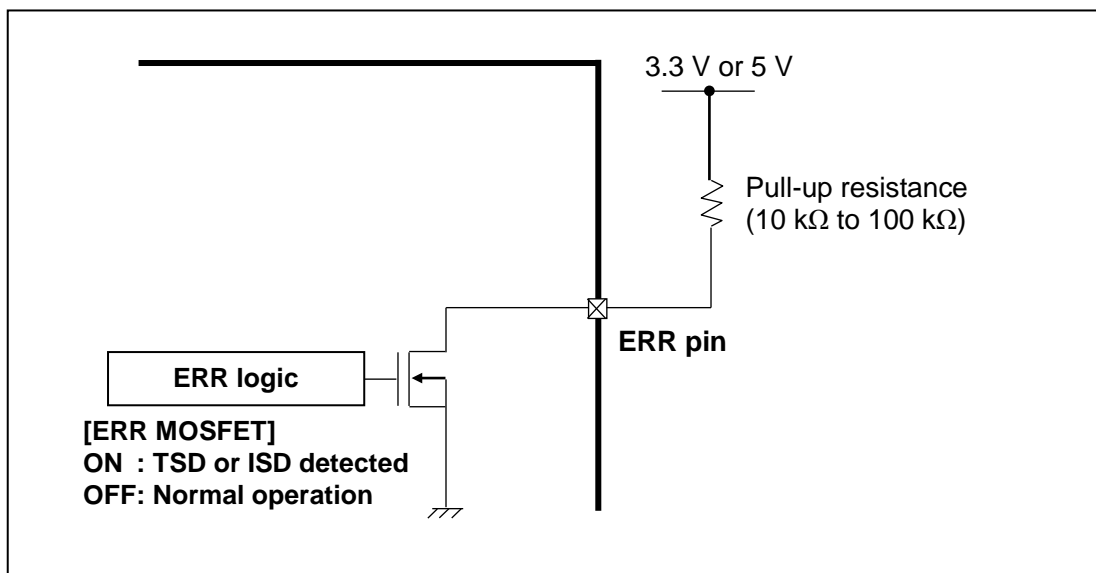 3.3 V or 5 V
Pull-up resistance
(10 kΩ to 100 kΩ)
ERR pin
ERR logic
[ERR MOSFET]
ON : TSD or ISD detected
OFF: Normal operation